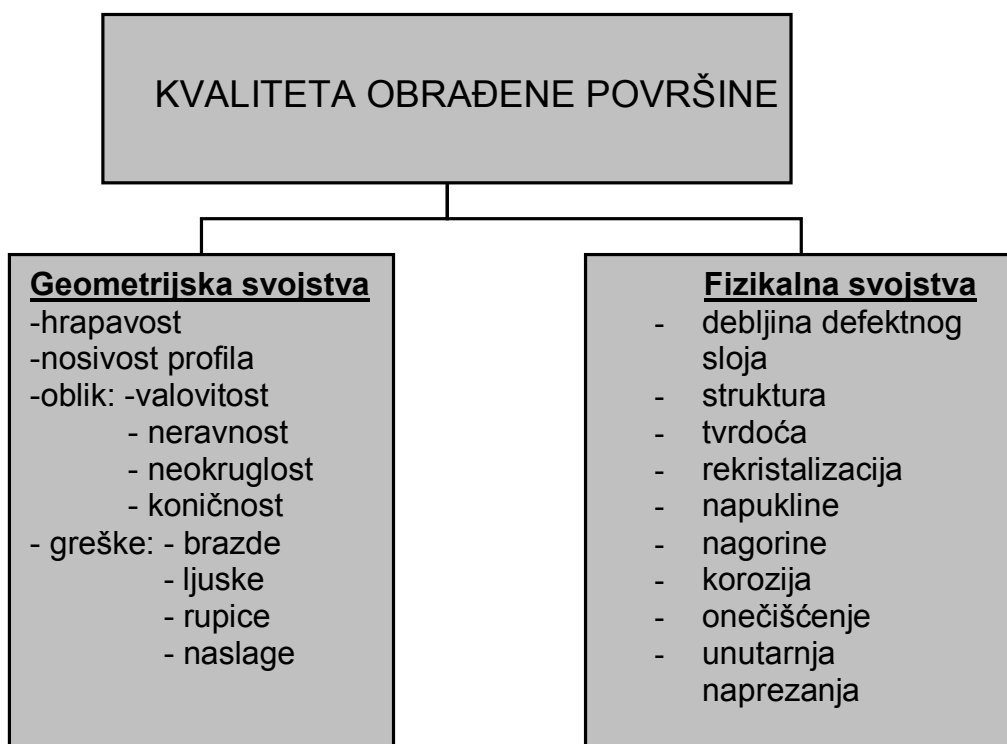 KVALITETA OBRAĐENE POVRŠINE
Geometrijska svojstva
-hrapavost
-nosivost profila
-oblik: -valovitost
- neravnost
- neokruglost
- koničnost
- greške: - brazde
- ljuske
- rupice
- naslage
Fizikalna svojstva
- debljina defektnog
sloja
- struktura
- tvrdoća
- rekristalizacija
- napukline
- nagorine
- korozija
- onečišćenje
- unutarnja
naprezanja